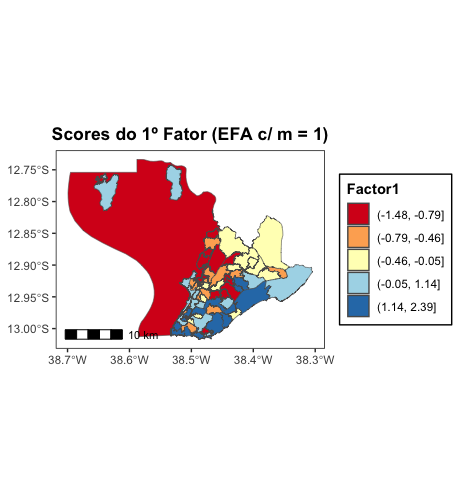 Scores do 1º Fator (EFA c/ m = 1)
12.75°S
12.80°S
12.85°S
12.90°S
12.95°S
13.00°S
10 km
38.7°W 38.6°W 38.5°W 38.4°W 38.3°W
Factor1
(-1.48, -0.79]
(-0.79, -0.46]
(-0.46, -0.05]
(-0.05, 1.14]
(1.14, 2.39]